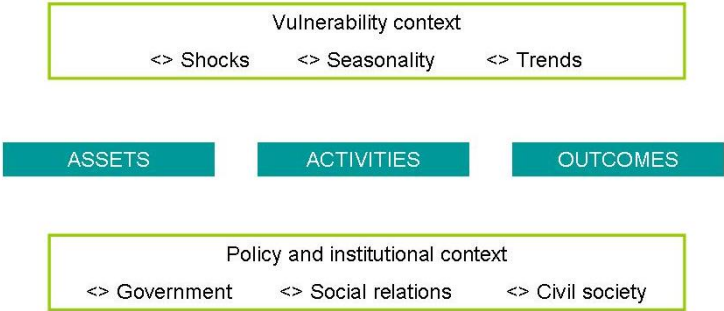 Vulnerability context
<> Shocks <> Seasonality <> Trends
ASSETS ACTIVITIES OUTCOMES
Policy and institutional context
<> Government <> Social relations <> Civil society